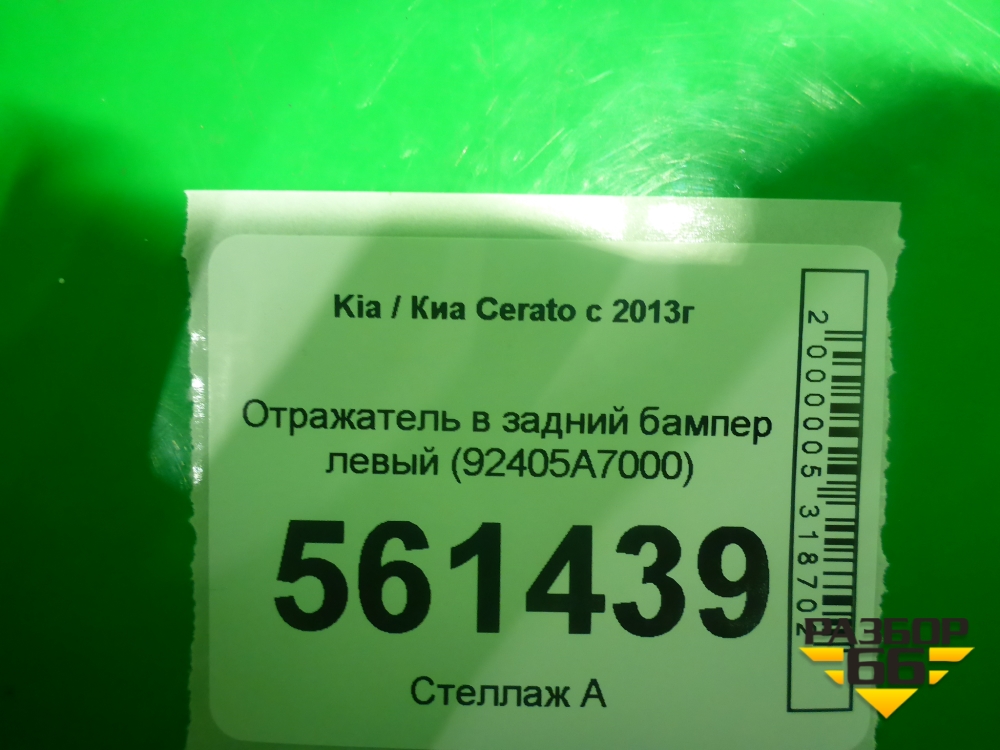 Kia / Киа Cerato с 2013г
Отражатель в задний бампер
левый (92405A7000)
561439
Стеллаж А
2000005318702
РАЗБОР
66